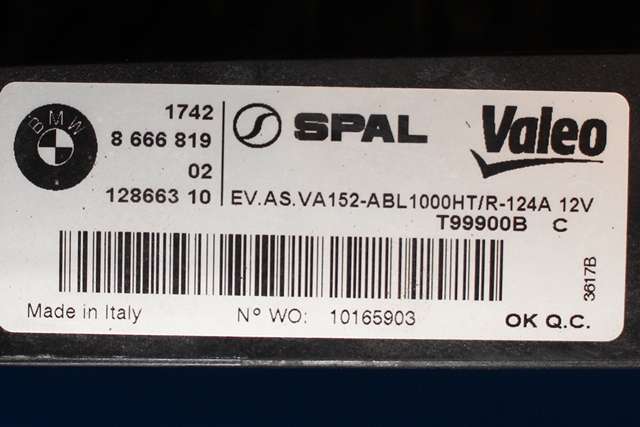 BMW
1742
8 666 819
02
128663 10
SPAL
Valeo
EV.AS.VA152-ABL1000HT/R-124A 12V
T99900B C
3617B
Made in Italy
Nº WO: 10165903
OK Q.C.